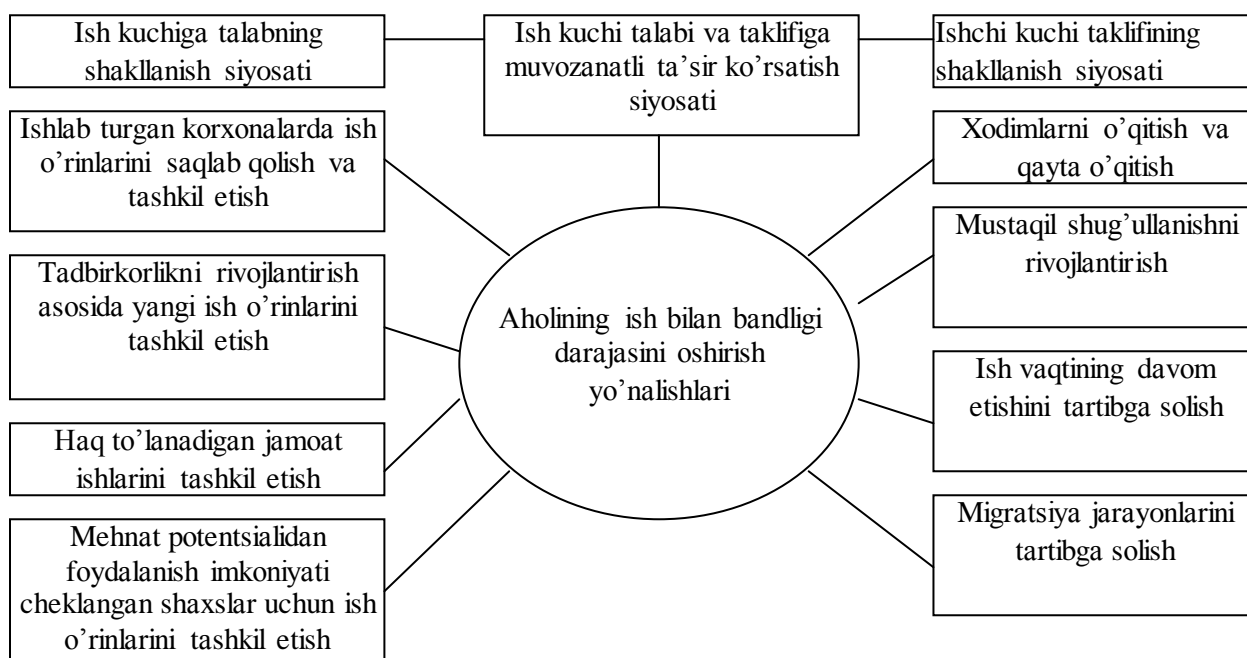 Ish kuchiga talabning
shakllanish siyosati
Ish kuchi talabi va taklifiga
muvozanatli ta’sir ko’rsatish
siyosati
Ishchi kuchi taklifining
shakllanish siyosati
Ishlab turgan korxonalarda ish
o’rinlarini saqlab qolish va
tashkil etish
Tadbirkorlikni rivojlantirish
asosida yangi ish o’rinlarini
tashkil etish
Haq to’lanadigan jamoat
ishlarini tashkil etish
Mehnat potentsialidan
foydalanish imkoniyati
cheklangan shaxslar uchun ish
o’rinlarini tashkil etish
Aholining ish bilan bandligi
darajasini oshirish
yo’nalishlari
Xodimlarni o’qitish va
qayta o’qitish
Mustaqil shug’ullanishni
rivojlantirish
Ish vaqtining davom
etishini tartibga solish
Migratsiya jarayonlarini
tartibga solish